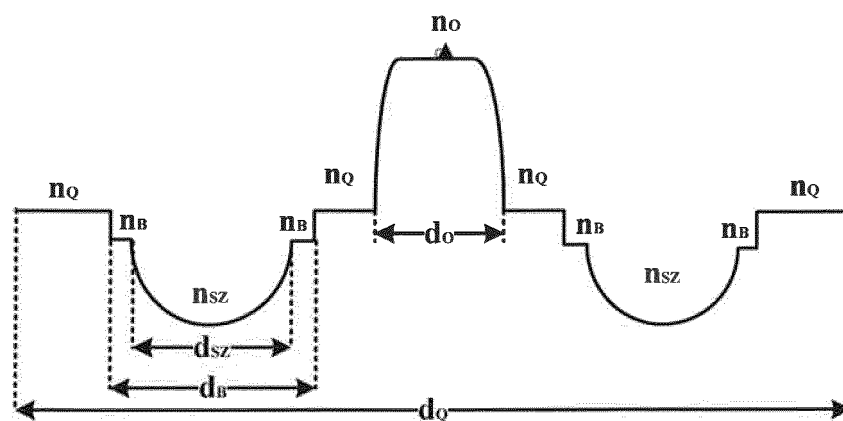 nO
nQ nQ nQ nQ
nB nB nB nB
dO
nSZ nSZ
dSZ
dB
dQ